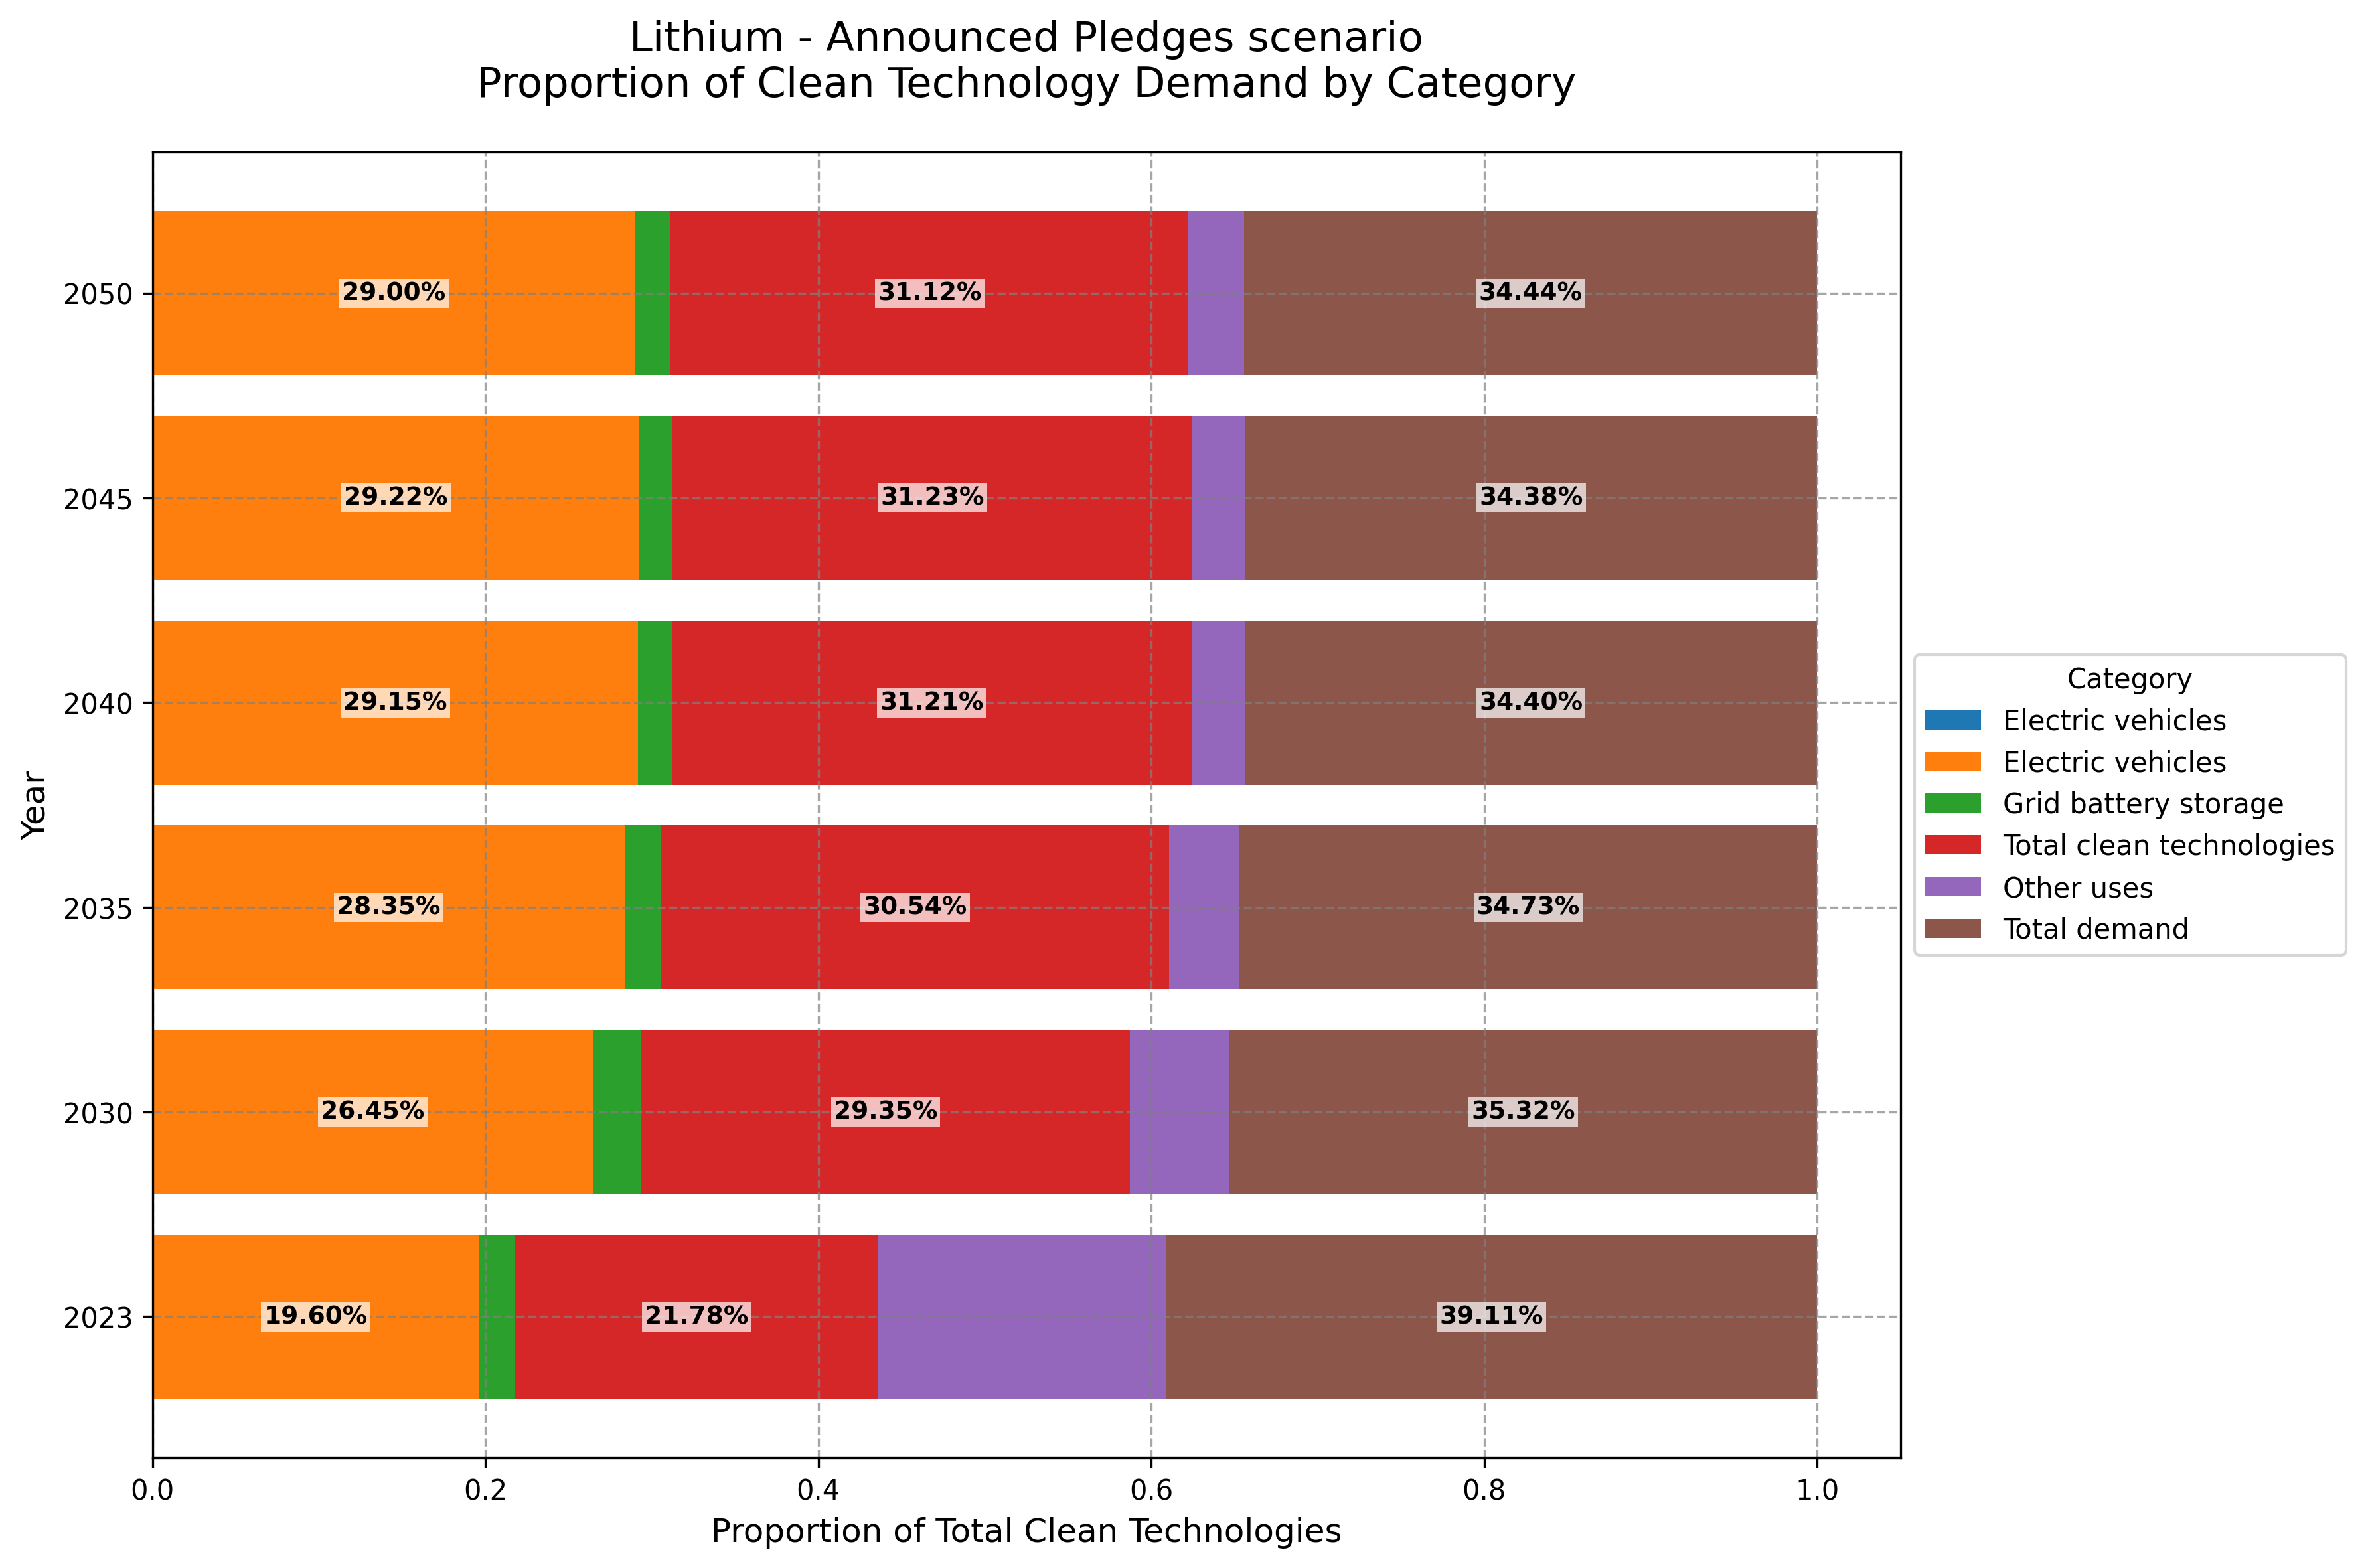 Lithium - Announced Pledges scenario
Proportion of Clean Technology Demand by Category
Year
2050
29.00%
31.12%
34.44%
2045
29.22%
31.23%
34.38%
2040
29.15%
31.21%
34.40%
2035
28.35%
30.54%
34.73%
2030
26.45%
29.35%
35.32%
2023
19.60%
21.78%
39.11%
0.0
0.2
0.4
0.6
0.8
1.0
Proportion of Total Clean Technologies
Category
Electric vehicles
Electric vehicles
Grid battery storage
Total clean technologies
Other uses
Total demand